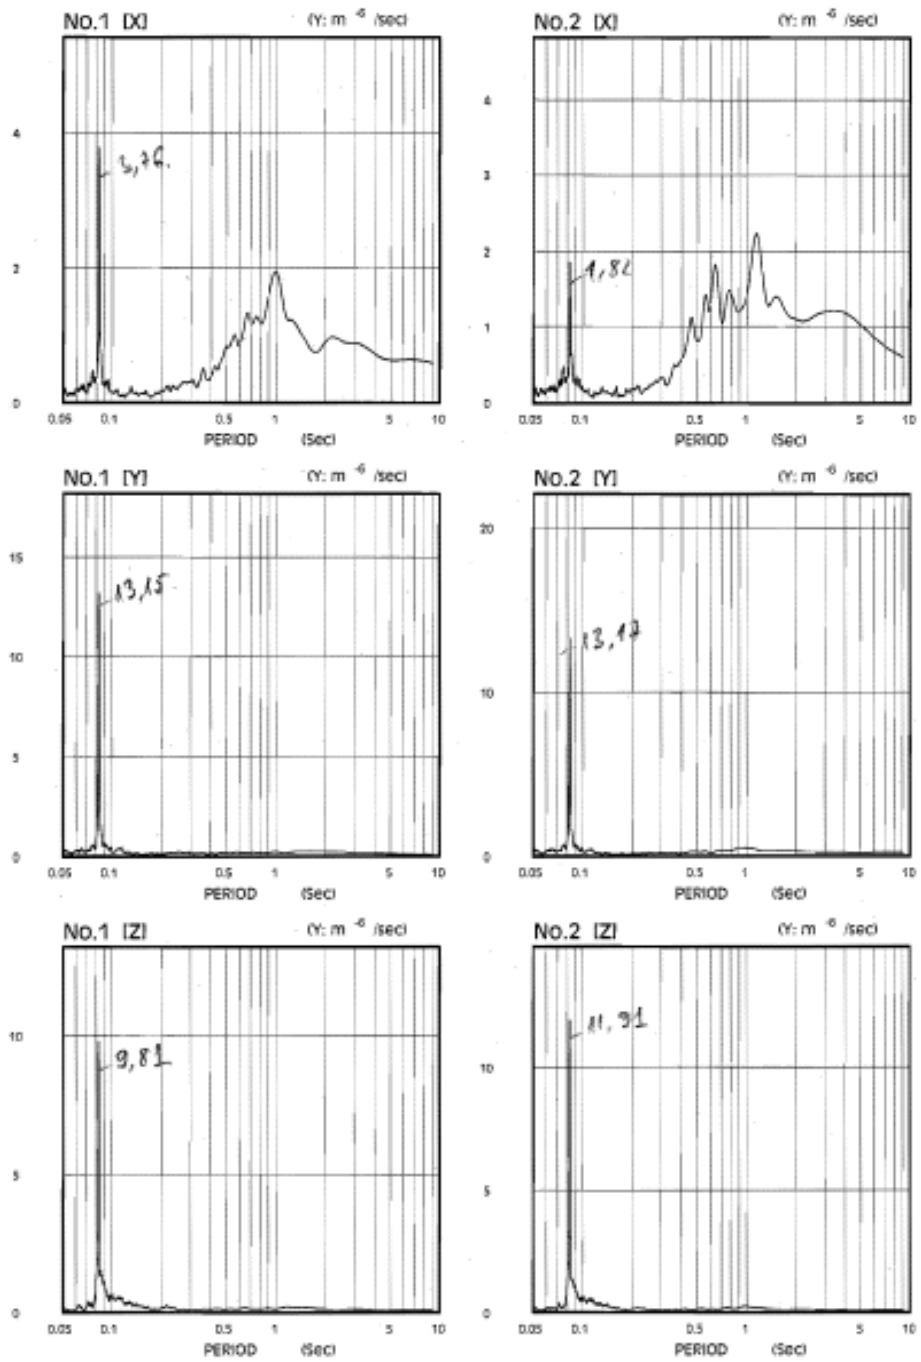 No.1 [X] (Y: m -6 /sec)
4
3,76.
2
0
0.05 0.1 0.5 1 5 10
PERIOD (Sec)
No.2 [X] (Y: m -6 /sec)
4
3
2
1,82
1
0
0.05 0.1 0.5 1 5 10
PERIOD (Sec)
No.1 [Y] (Y: m -6 /sec)
15
13,15
10
5
0
0.05 0.1 0.5 1 5 10
PERIOD (Sec)
No.2 [Y] (Y: m -6 /sec)
20
13,17
10
0
0.05 0.1 0.5 1 5 10
PERIOD (Sec)
No.1 [Z] (Y: m -6 /sec)
10
9,81
5
0
0.05 0.1 0.5 1 5 10
PERIOD (Sec)
No.2 [Z] (Y: m -6 /sec)
11,91
10
5
0
0.05 0.1 0.5 1 5 10
PERIOD (Sec)